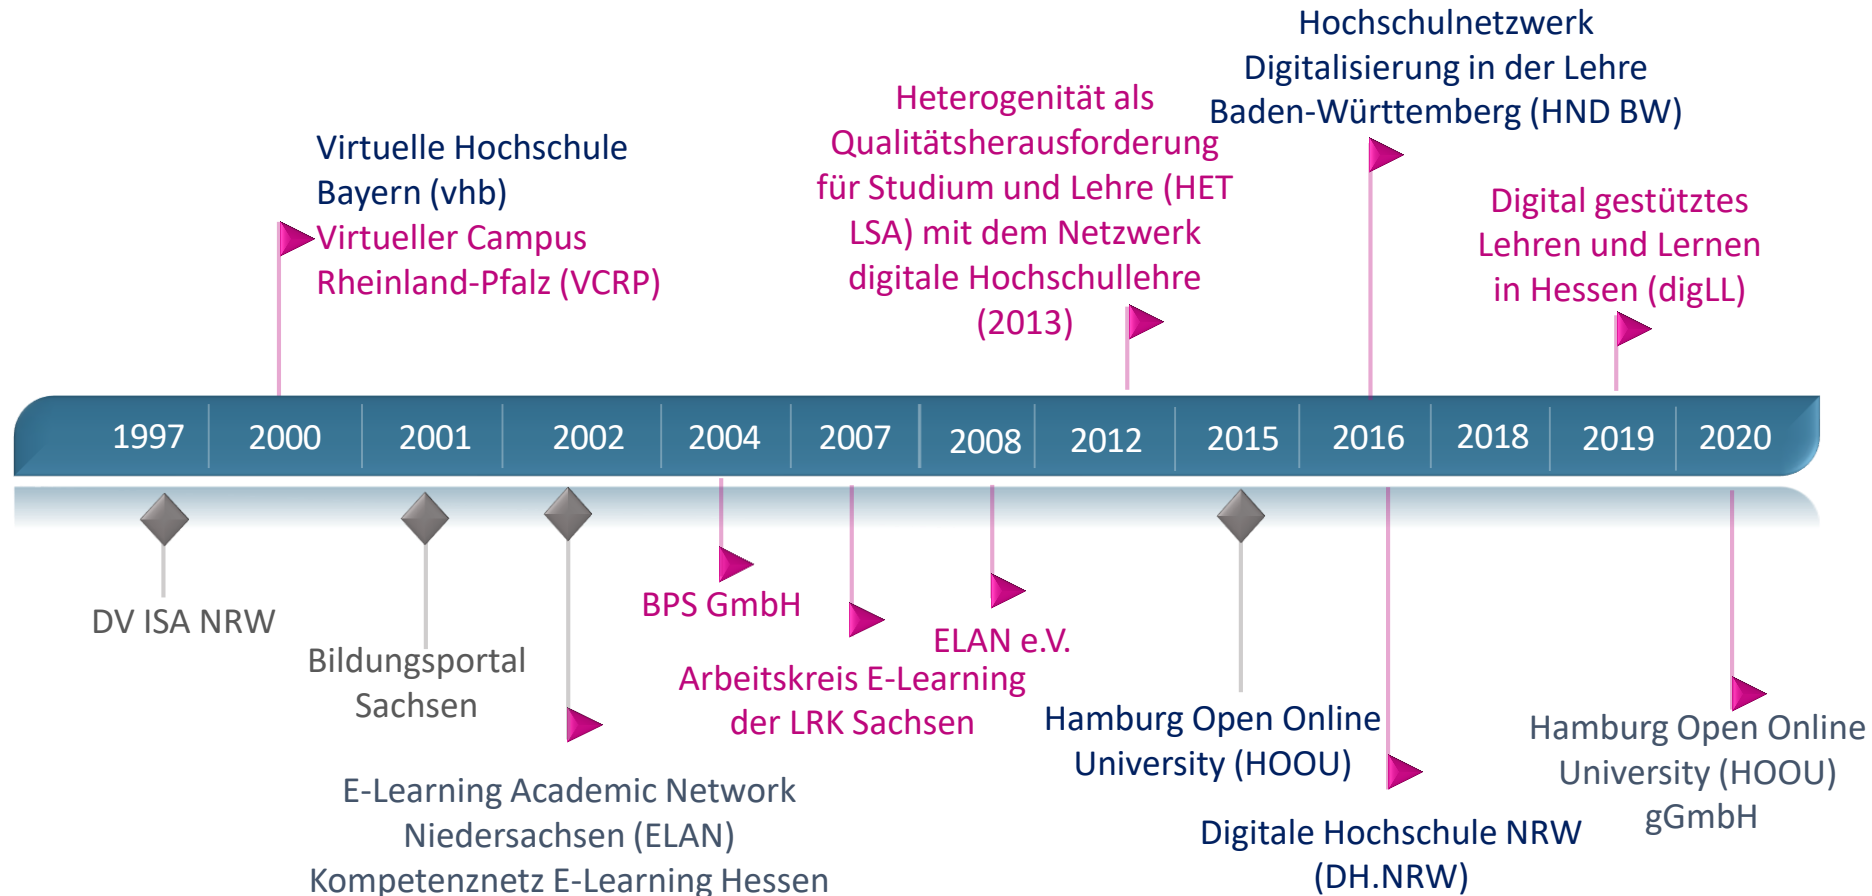 Hochschulnetzwerk
Digitalisierung in der Lehre
Baden-Württemberg (HND BW)
Heterogenität als
Qualitätsherausforderung
für Studium und Lehre (HET
LSA) mit dem Netzwerk
digitale Hochschullehre
(2013)
Virtuelle Hochschule
Bayern (vhb)
Virtueller Campus
Rheinland-Pfalz (VCRP)
Digital gestütztes
Lehren und Lernen
in Hessen (digLL)
1997 2000 2001 2002 2004 2007 2008 2012 2015 2016 2018 2019 2020
DV ISA NRW
Bildungsportal
Sachsen
E-Learning Academic Network
Niedersachsen (ELAN)
Kompetenznetz E-Learning Hessen
BPS GmbH
Arbeitskreis E-Learning
der LRK Sachsen
ELAN e.V.
Hamburg Open Online
University (HOOU)
Digitale Hochschule NRW
(DH.NRW)
Hamburg Open Online
University (HOOU)
gGmbH